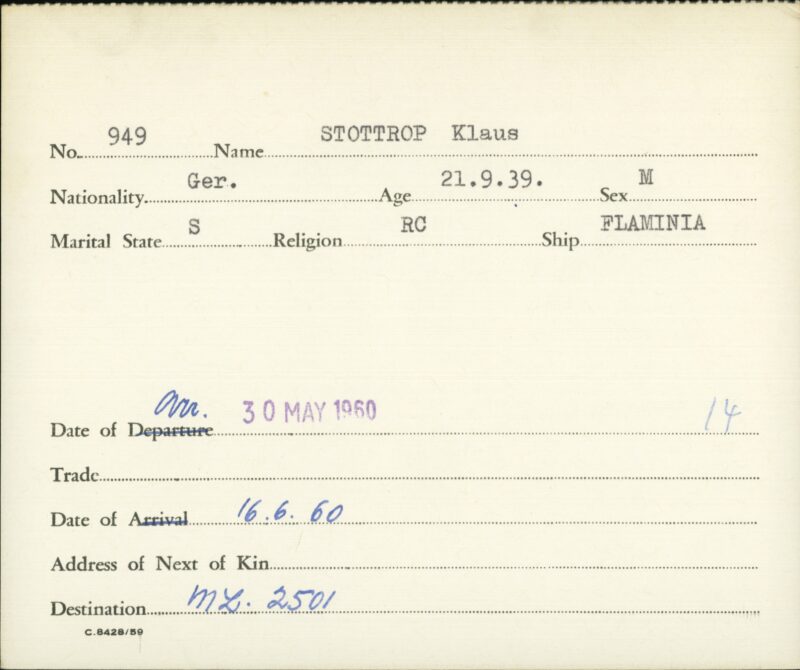 No. 949 Name STOTTROP Klaus
Nationality Ger. Age 21.9.39. Sex M
Marital State S Religion RC Ship FLAMINIA
Arr.
Date of Departure 30 MAY 1960 14
Trade
Date of Arrival 16.6.60
Address of Next of Kin
Destination ML. 2501
C.8428/59